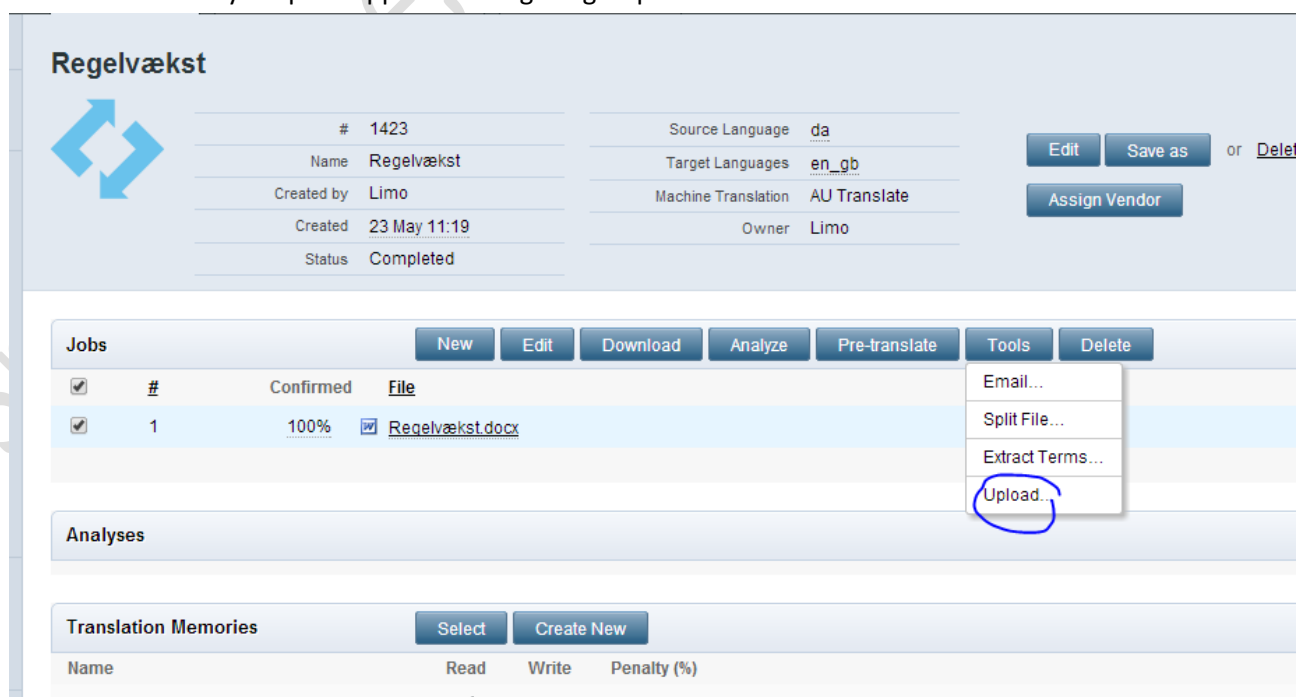 Regelvækst
# 1423 Source Language da
Name Regelvækst Target Languages en_gb
Edit Save as or Delet
Created by Limo Machine Translation AU Translate
Assign Vendor
Created 23 May 11:19 Owner Limo
Status Completed
Jobs New Edit Download Analyze Pre-translate Tools Delete
# Confirmed File
Email...
1 100% Regelvækst.docx
Split File...
Extract Terms...
Upload...
Analyses
Translation Memories Select Create New
Name Read Write Penalty (%)